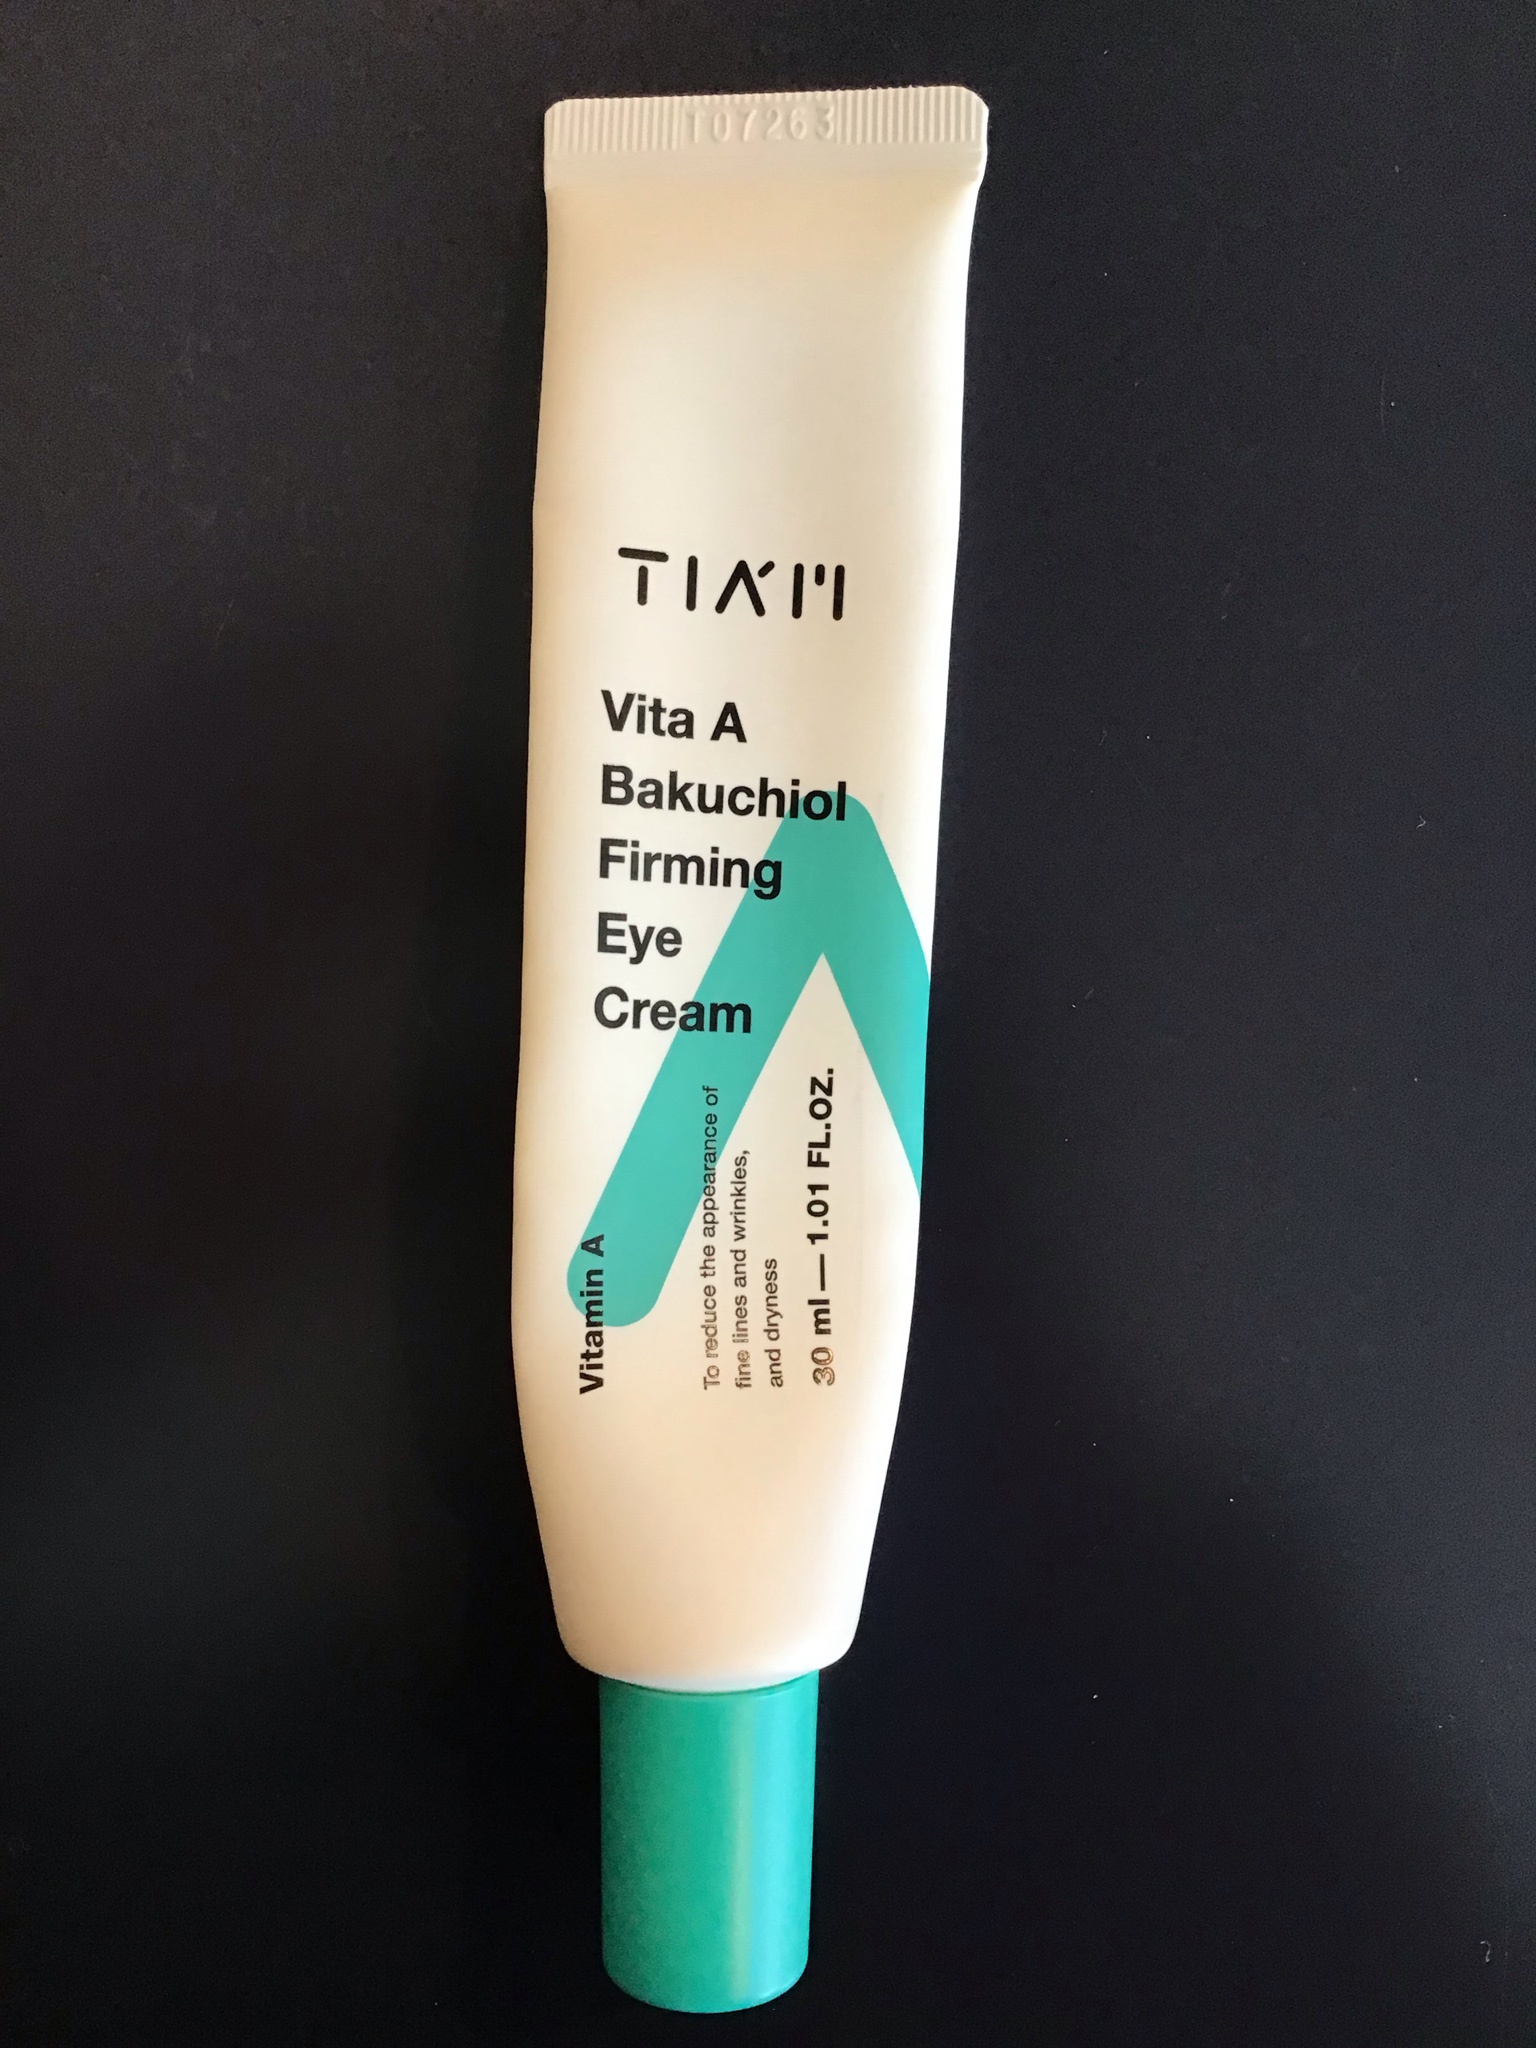 T07263
TIAM
Vita A
Bakuchiol
Firming
Eye
Cream
Vitamin A
To reduce the appearance of
fine lines and wrinkles,
and dryness
30 ml — 1.01 FL.OZ.